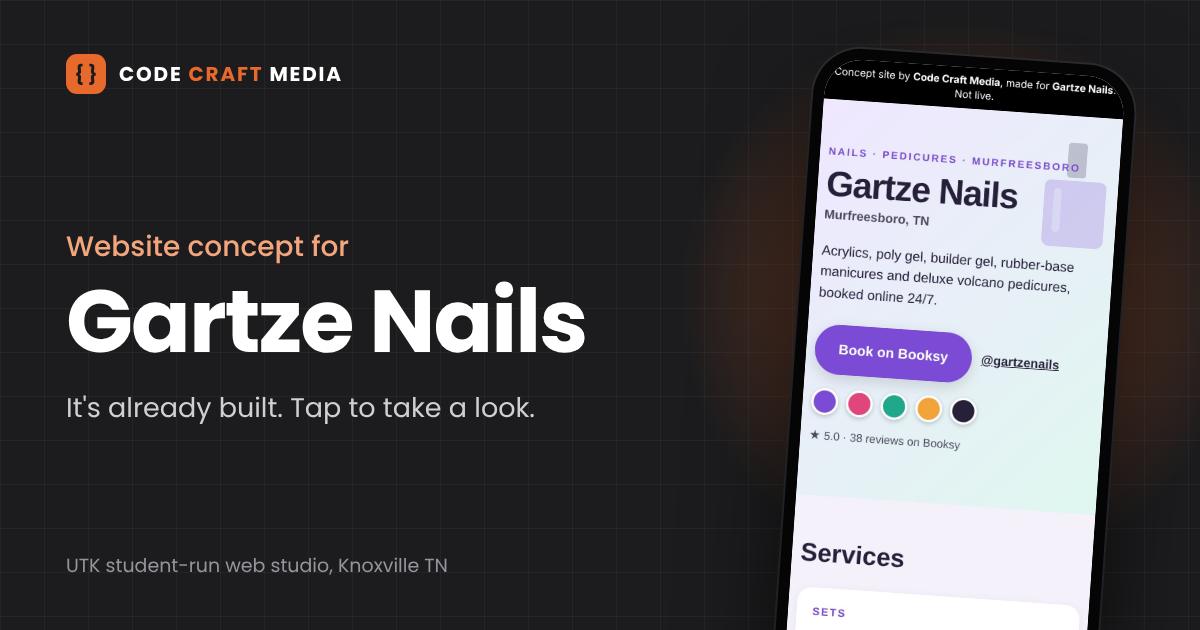 { } CODE CRAFT MEDIA
Website concept for
Gartze Nails
It's already built. Tap to take a look.
UTK student-run web studio, Knoxville TN
Concept site by Code Craft Media, made for Gartze Nails.
Not live.
NAILS · PEDICURES · MURFREESBORO
Gartze Nails
Murfreesboro, TN
Acrylics, poly gel, builder gel, rubber-base
manicures and deluxe volcano pedicures,
booked online 24/7.
Book on Booksy
@gartzenails
★ 5.0 · 38 reviews on Booksy
Services
SETS